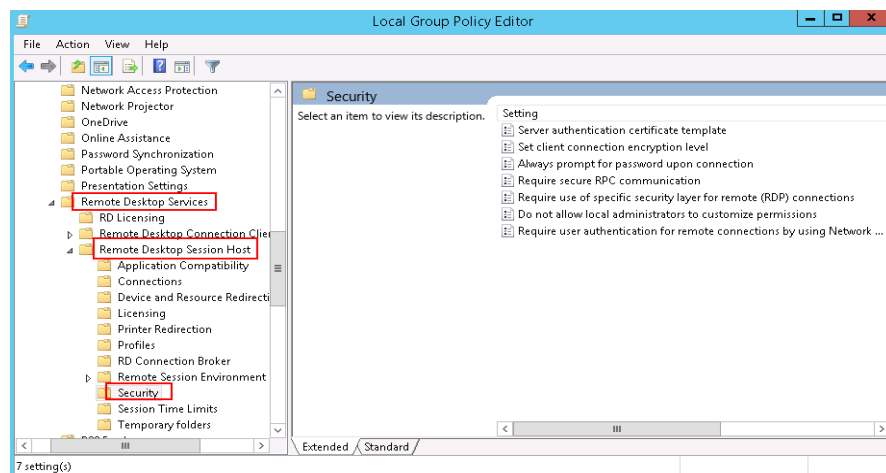 Local Group Policy Editor
File Action View Help
Network Access Protection
Network Projector
OneDrive
Online Assistance
Password Synchronization
Portable Operating System
Presentation Settings
Remote Desktop Services
RD Licensing
Remote Desktop Connection Clie
Remote Desktop Session Host
Application Compatibility
Connections
Device and Resource Redirecti
Licensing
Printer Redirection
Profiles
RD Connection Broker
Remote Session Environment
Security
Session Time Limits
Temporary folders
Security
Select an item to view its description.
Setting
Server authentication certificate template
Set client connection encryption level
Always prompt for password upon connection
Require secure RPC communication
Require use of specific security layer for remote (RDP) connections
Do not allow local administrators to customize permissions
Require user authentication for remote connections by using Network ...
Extended Standard
7 setting(s)